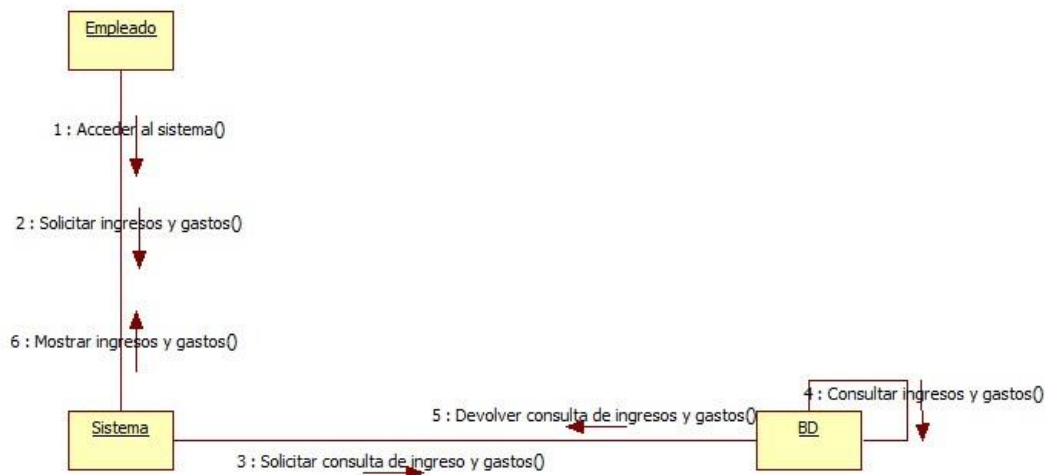 Empleado
1 : Acceder al sistema()
2 : Solicitar ingresos y gastos()
6 : Mostrar ingresos y gastos()
Sistema
5 : Devolver consulta de ingresos y gastos()
BD
4 : Consultar ingresos y gastos()
3 : Solicitar consulta de ingreso y gastos()